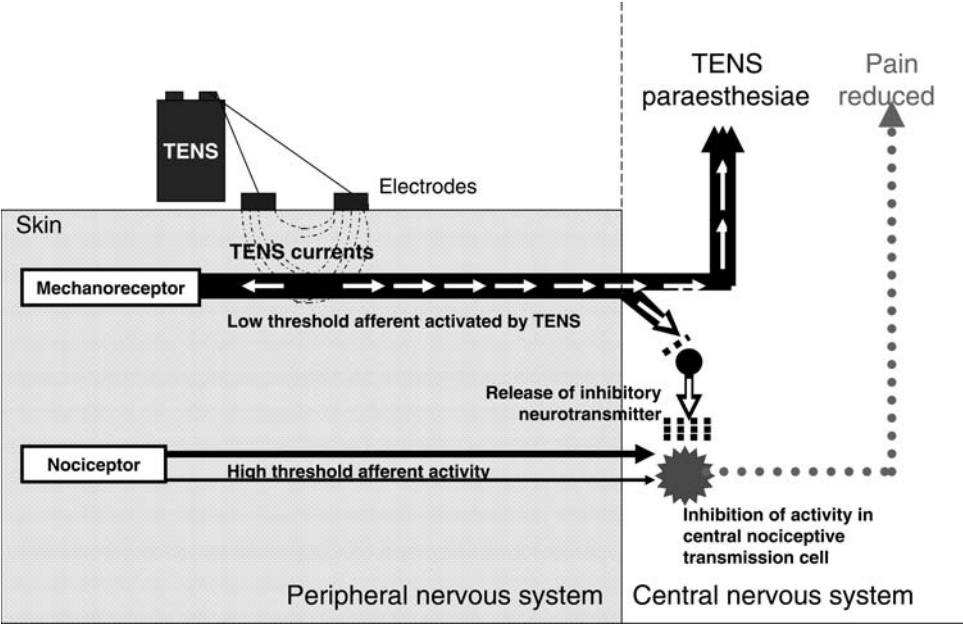 TENS
paraesthesiae
Pain
reduced
TENS
Electrodes
Skin
TENS currents
Mechanoreceptor
Low threshold afferent activated by TENS
Release of inhibitory
neurotransmitter
Nociceptor
High threshold afferent activity
Inhibition of activity in
central nociceptive
transmission cell
Peripheral nervous system
Central nervous system